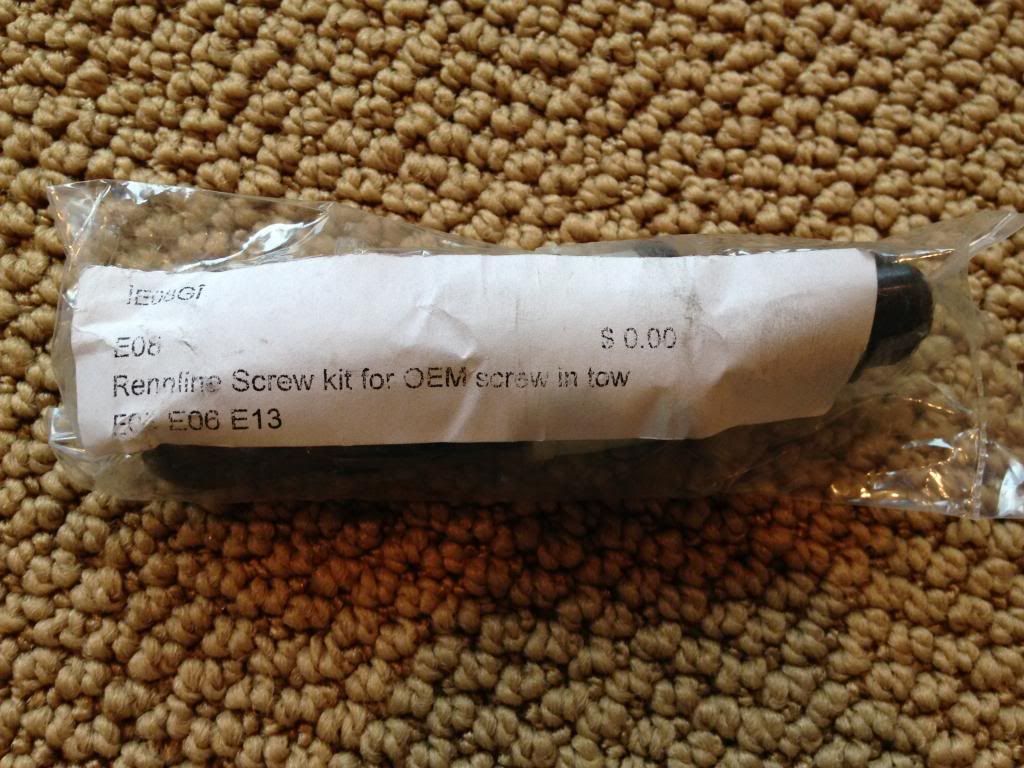 E08
$ 0.00
Rennline Screw kit for OEM screw in tow
E06 E13